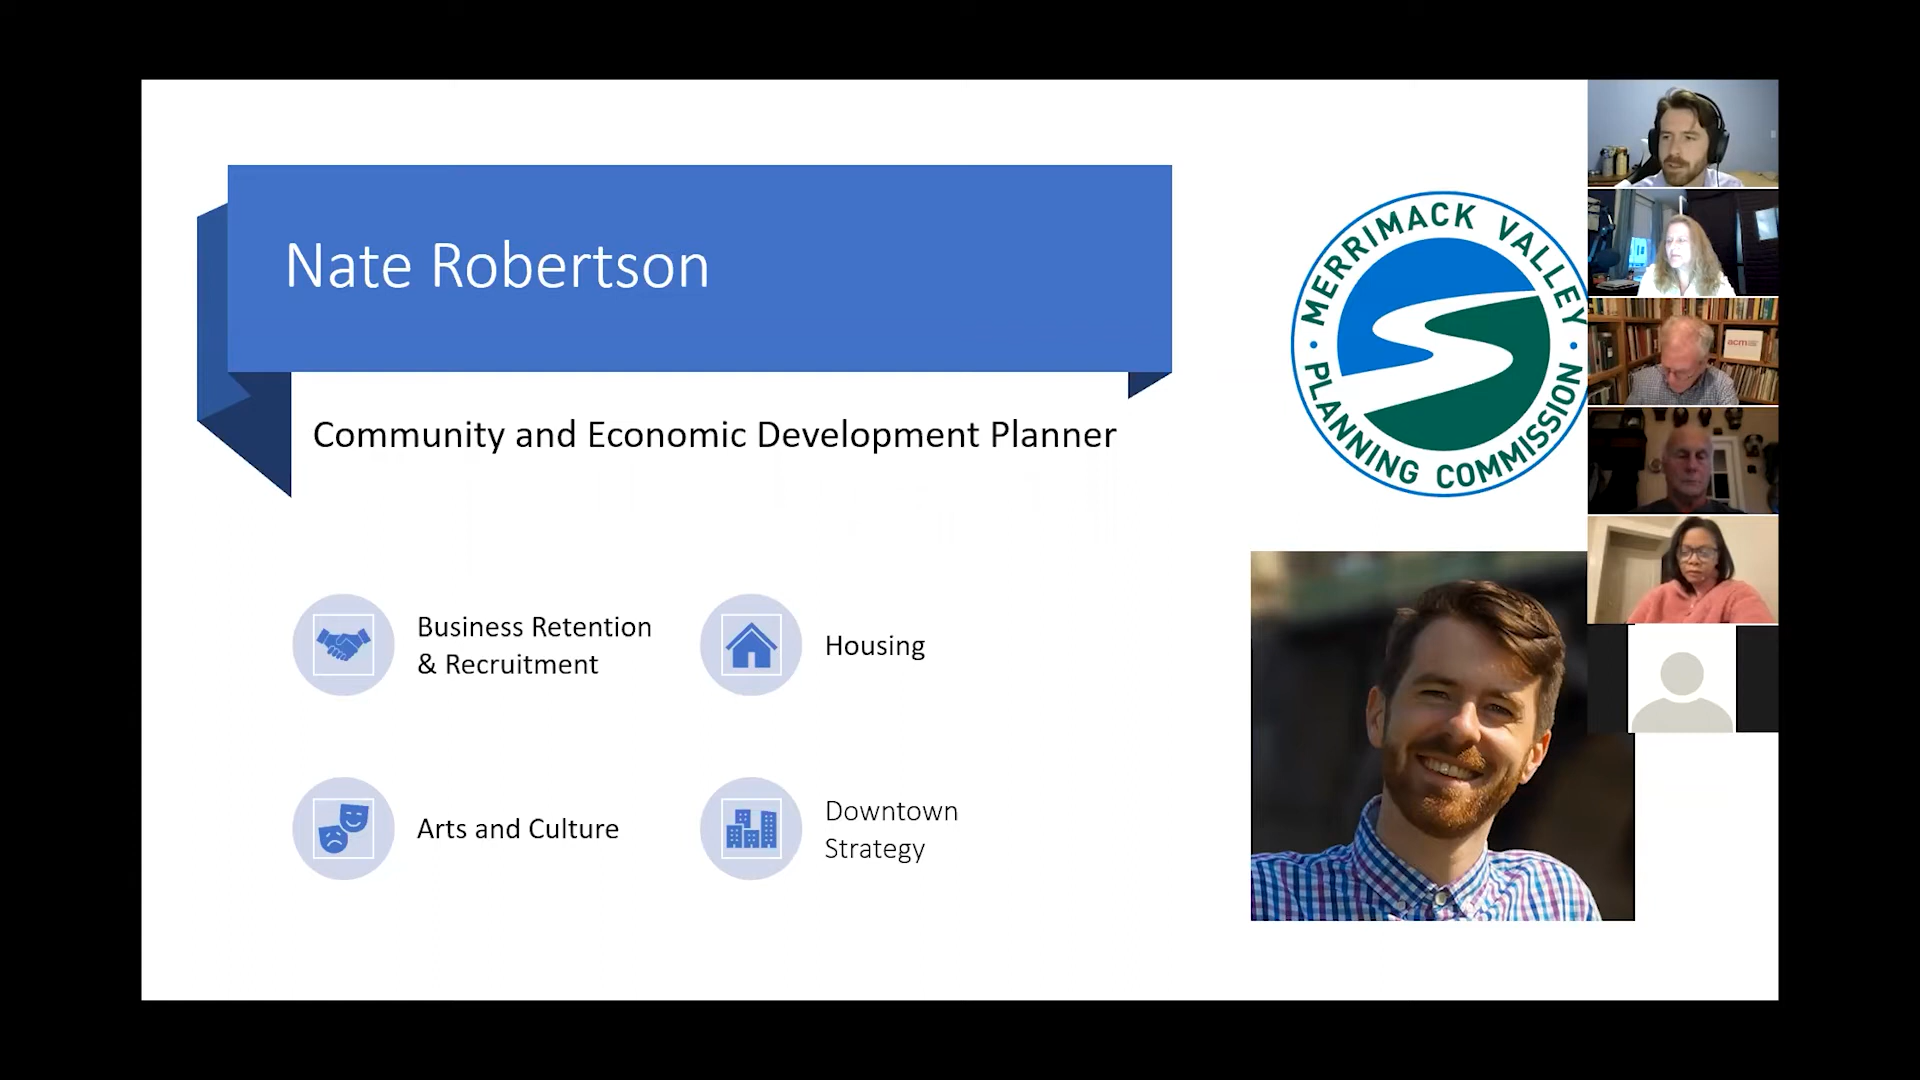 Nate Robertson
Community and Economic Development Planner
MERRIMACK VALLEY
PLANNING COMMISSION
Business Retention
& Recruitment
Housing
Arts and Culture
Downtown
Strategy
acm